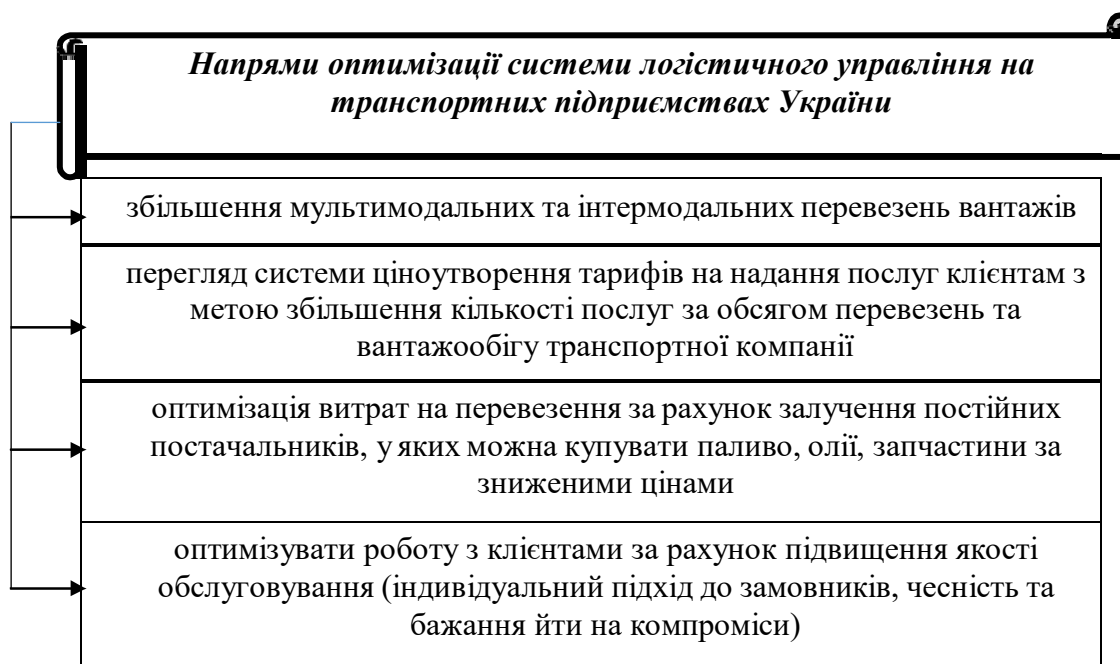 Напрями оптимізації системи логістичного управління на
транспортних підприємствах України
збільшення мультимодальних та інтермодальних перевезень вантажів
перегляд системи ціноутворення тарифів на надання послуг клієнтам з
метою збільшення кількості послуг за обсягом перевезень та
вантажообігу транспортної компанії
оптимізація витрат на перевезення за рахунок залучення постійних
постачальників, у яких можна купувати паливо, олії, запчастини за
зниженими цінами
оптимізувати роботу з клієнтами за рахунок підвищення якості
обслуговування (індивідуальний підхід до замовників, чесність та
бажання йти на компроміси)